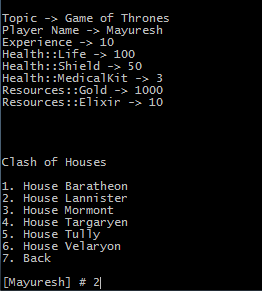 Topic -> Game of Thrones
Player Name -> Mayuresh
Experience -> 10
Health::Life -> 100
Health::Shield -> 50
Health::MedicalKit -> 3
Resources::Gold -> 1000
Resources::Elixir -> 10
Clash of Houses
1. House Baratheon
2. House Lannister
3. House Mormont
4. House Targaryen
5. House Tully
6. House Velaryon
7. Back
[Mayuresh] # 2